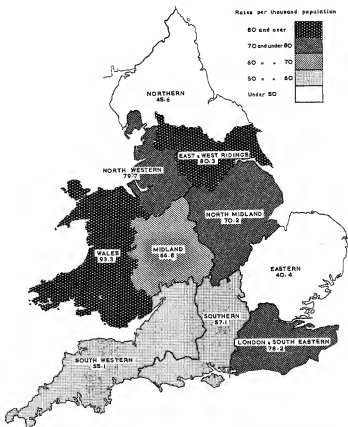 Rates per thousand population
80 and over
70 and under 80
60 " " 70
50 " " 60
Under 50
NORTHERN
48.6
EAST & WEST RIDINGS
80.3
NORTH WESTERN
79.7
NORTH MIDLAND
70.2
WALES
93.3
MIDLAND
66.8
EASTERN
40.4
SOUTHERN
57.1
LONDON & SOUTH EASTERN
78.2
SOUTH WESTERN
55.1